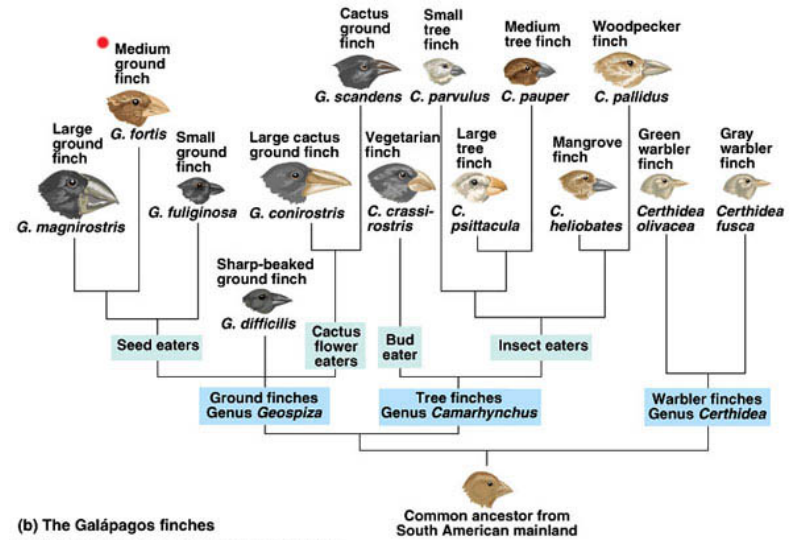 Cactus
ground
finch
G. scandens
Small
tree
finch
C. parvulus
Medium
tree finch
C. pauper
Woodpecker
finch
C. pallidus
Medium
ground
finch
G. fortis
Large
ground
finch
G. magnirostris
Small
ground
finch
G. fuliginosa
Large cactus
ground finch
G. conirostris
Vegetarian
finch
C. crassi-
rostris
Large
tree
finch
C.
psittacula
Mangrove
finch
C.
heliobates
Green
warbler
finch
Certhidea
olivacea
Gray
warbler
finch
Certhidea
fusca
Sharp-beaked
ground finch
G. difficilis
Seed eaters
Cactus
flower
eaters
Bud
eater
Insect eaters
Ground finches
Genus Geospiza
Tree finches
Genus Camarhynchus
Warbler finches
Genus Certhidea
Common ancestor from
South American mainland
(b) The Galápagos finches